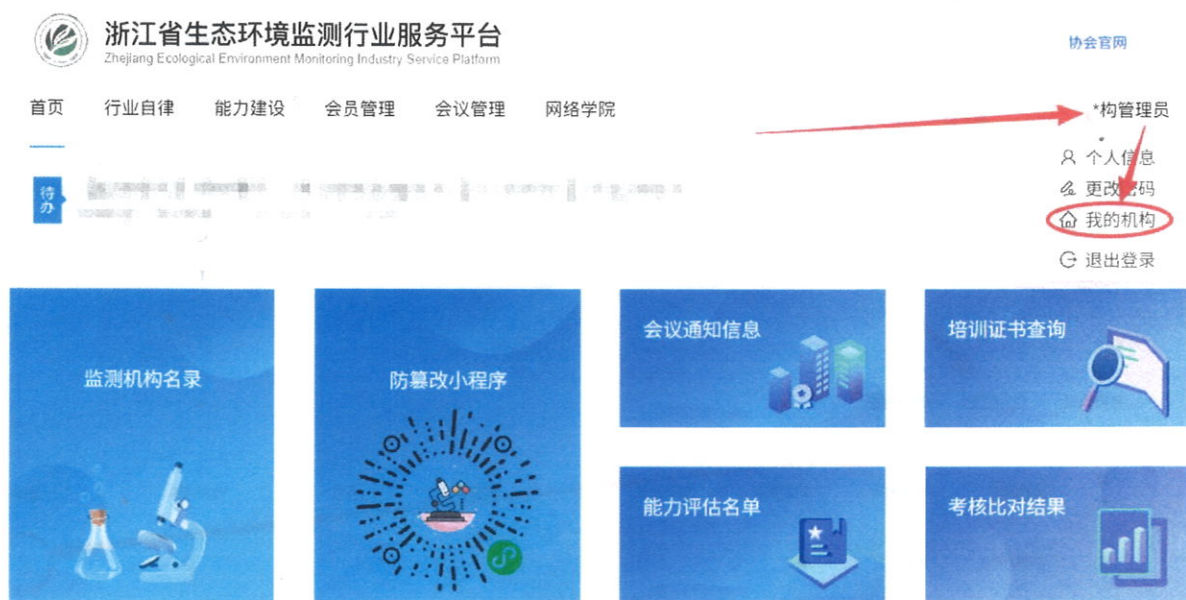 浙江省生态环境监测行业服务平台
Zhejiang Ecological Environment Monitoring Industry Service Platform
协会官网
首页 行业自律 能力建设 会员管理 会议管理 网络学院 *构管理员
个人信息
待办
更改密码
我的机构
退出登录
监测机构名录
防篡改小程序
会议通知信息
培训证书查询
能力评估名单
考核比对结果